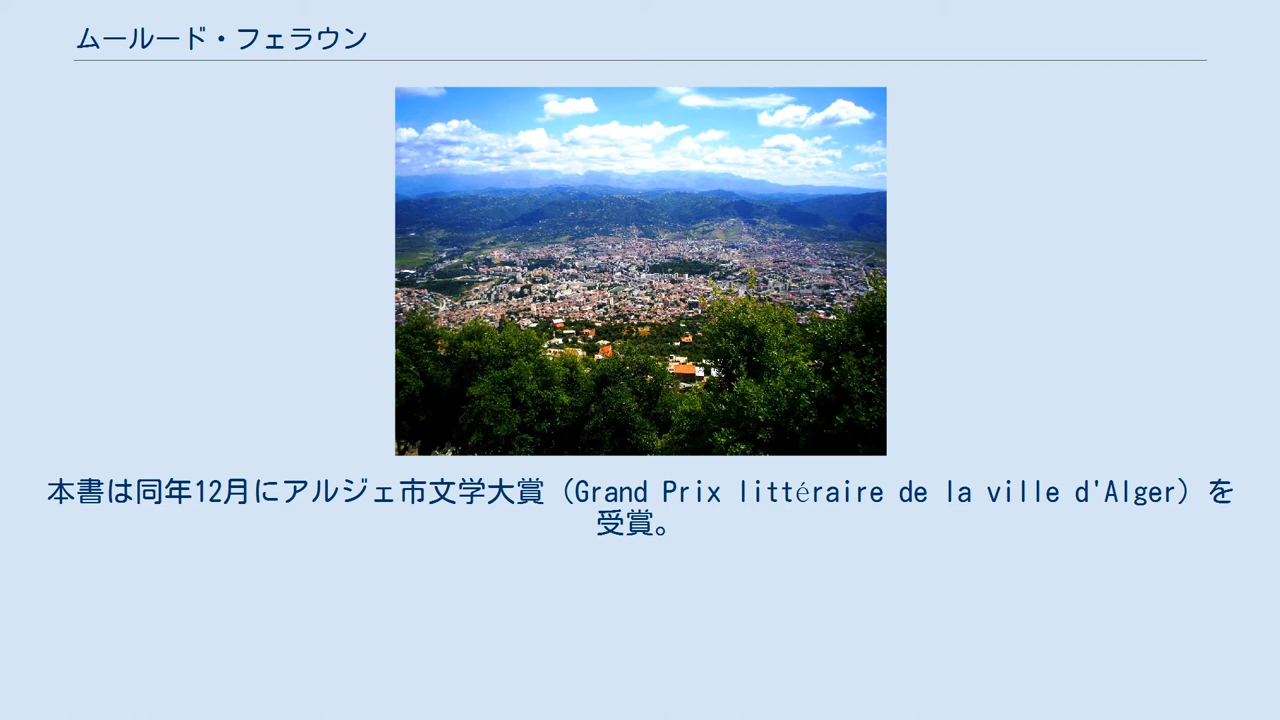 ムールード・フェラウン
本書は同年12月にアルジェ市文学大賞（Grand Prix littéraire de la ville d'Alger）を
受賞。